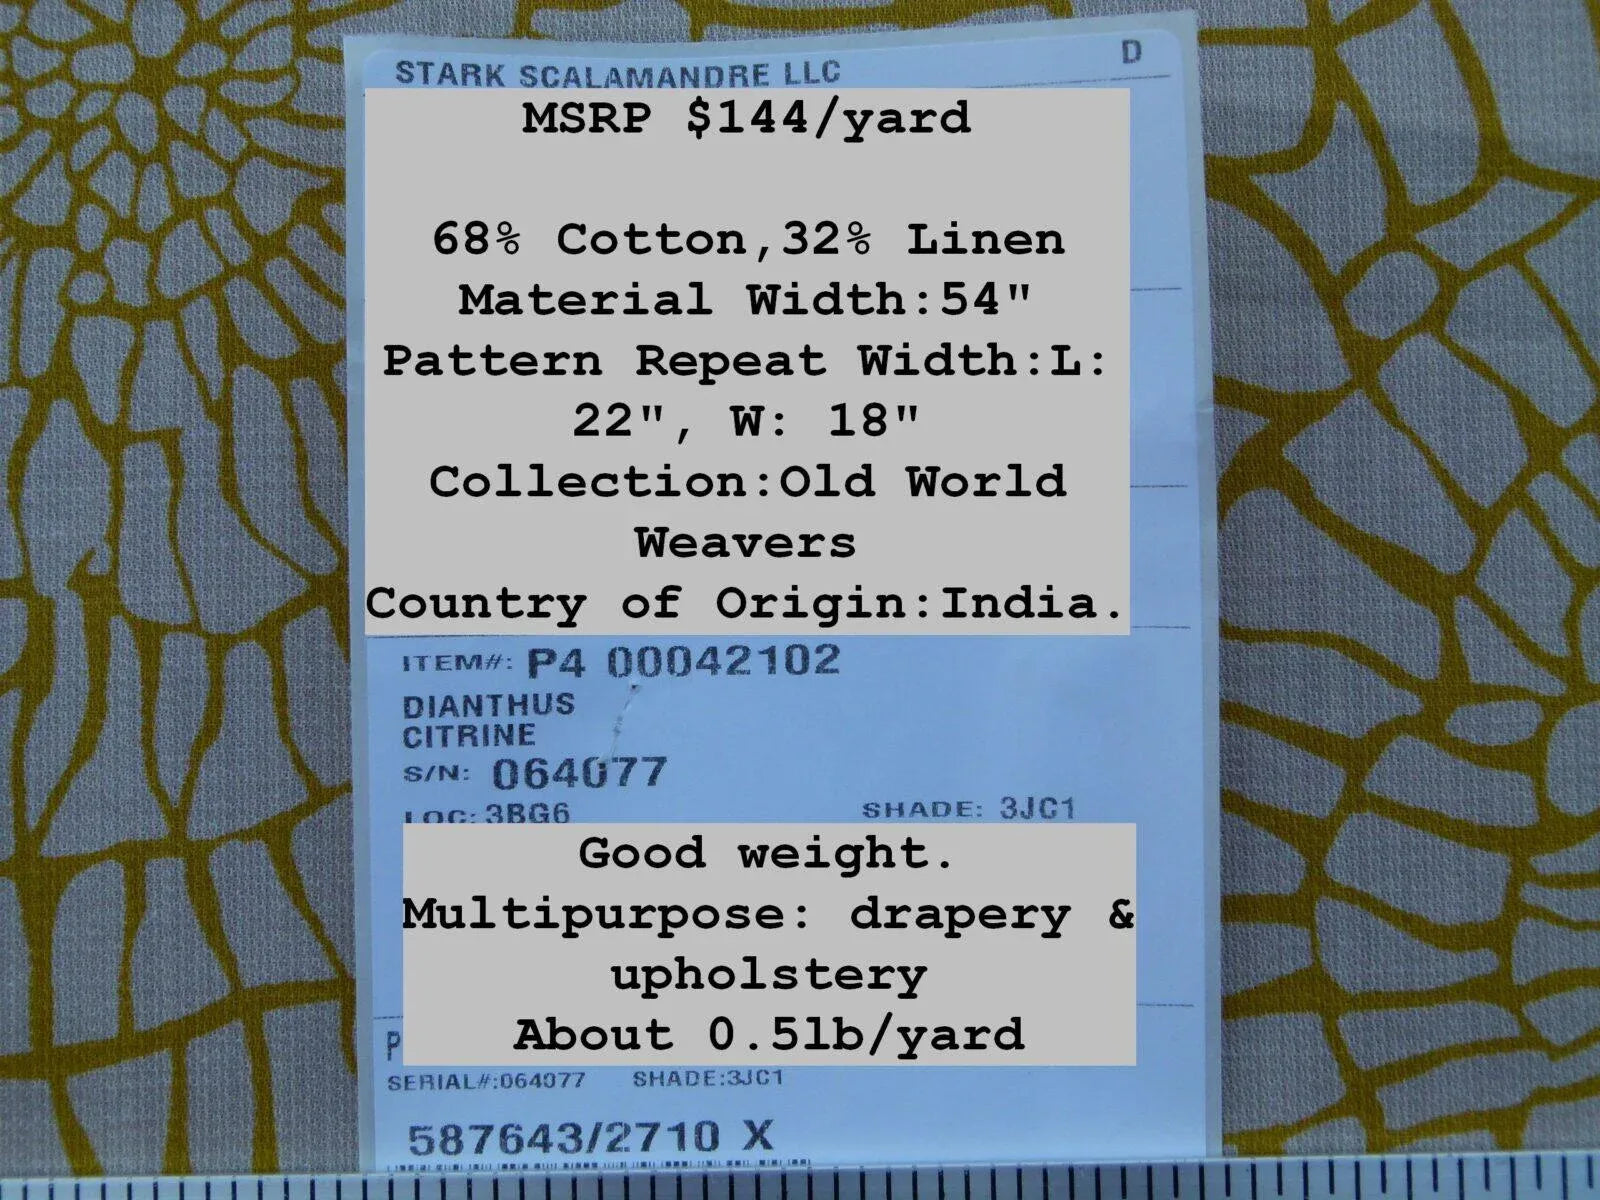 STARK SCALAMANDRE LLC D
MSRP $144/yard
68% Cotton,32% Linen
Material Width:54"
Pattern Repeat Width:L:
22", W: 18"
Collection:Old World
Weavers
Country of Origin:India.
ITEM#: P4 00042102
DIANTHUS
CITRINE
S/N: 064077
LOC: 3BG6 SHADE: 3JC1
Good weight.
Multipurpose: drapery &
upholstery
About 0.5lb/yard
P
SERIAL#:064077 SHADE:3JC1
587643/2710 X